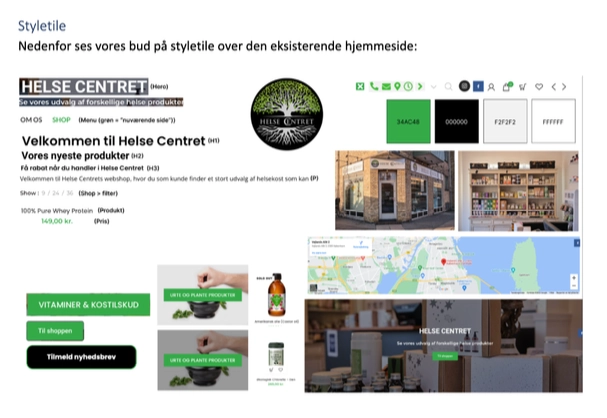 Styletile
Nedenfor ses vores bud på styletile over den eksisterende hjemmeside:
HELSE CENTRET (Hero)
Se vores udvalg af forskellige helse produkter
OM OS SHOP (Menu (grøn = "nuværende side"))
Velkommen til Helse Centret (H1)
Vores nyeste produkter (H2)
Få rabat når du handler i Helse Centret (H3)
Velkommen til Helse Centrets webshop, hvor du som kunde finder et stort udvalg af helsekost som kan (P)
Show : 9 / 24 / 36 (Shop > filter)
100% Pure Whey Protein (Produkt)
149,00 kr. (Pris)
VITAMINER & KOSTILSKUD
Til shoppen
Tilmeld nyhedsbrev
HELSE CENTRET
34AC48
000000
F2F2F2
FFFFFF
URTE OG PLANTE PRODUKTER
URTE OG PLANTE PRODUKTER
HELSE CENTRET
Se vores udvalg af forskellige helse produkter